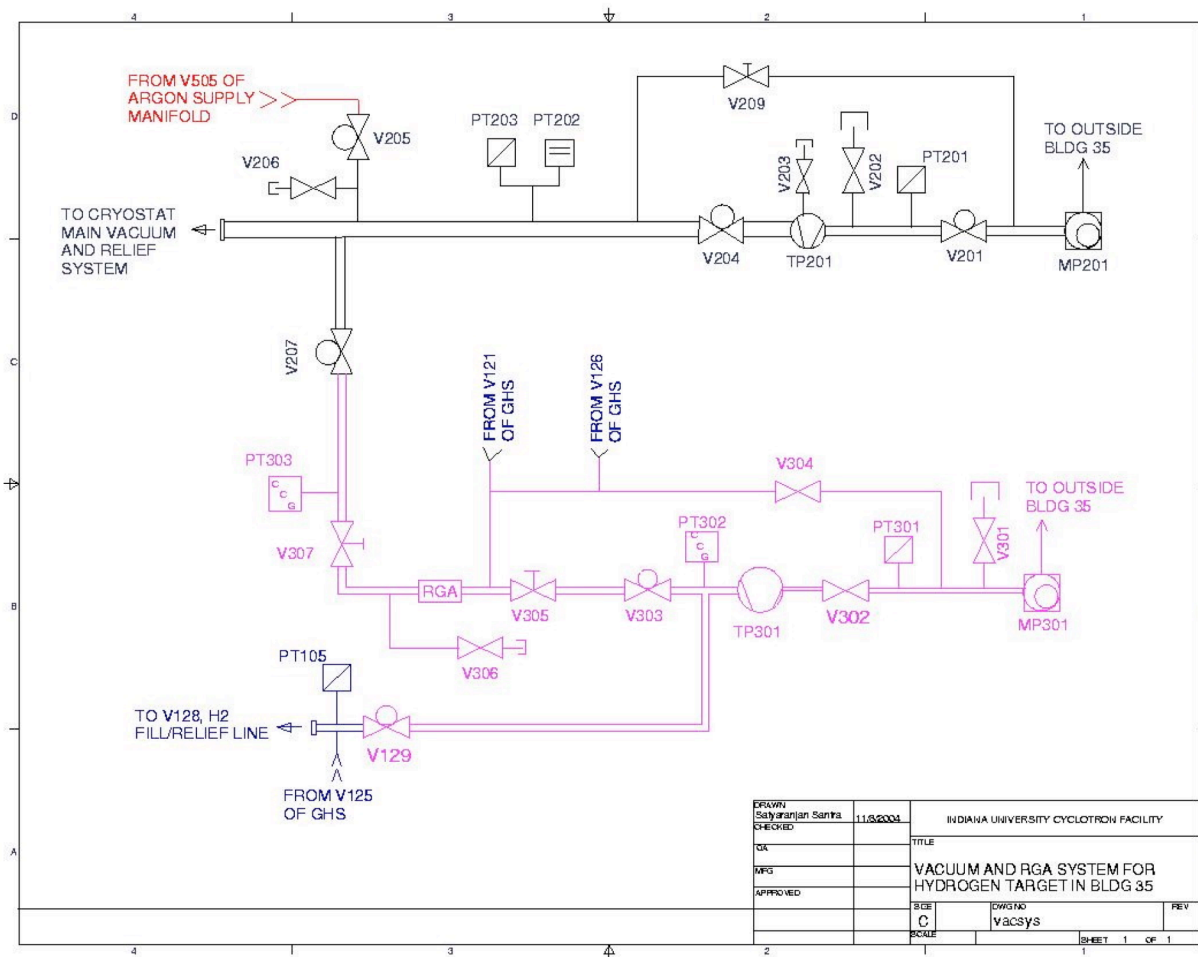 4
3
2
1
D
C
B
A
FROM V505 OF
ARGON SUPPLY
MANIFOLD
V205
V206
PT203
PT202
V209
V203
V202
PT201
TO OUTSIDE
BLDG 35
TO CRYOSTAT
MAIN VACUUM
AND RELIEF
SYSTEM
V204
TP201
V201
MP201
V207
FROM V121
OF GHS
FROM V126
OF GHS
PT303
C
C
G
V304
TO OUTSIDE
BLDG 35
PT302
C
C
G
PT301
V301
V307
RGA
V305
V303
TP301
V302
MP301
V306
PT105
TO V128, H2
FILL/RELIEF LINE
V129
FROM V125
OF GHS
DRAWN
Satyaranjan Santra
11/8/2004
INDIANA UNIVERSITY CYCLOTRON FACILITY
CHECKED
TITLE
QA
VACUUM AND RGA SYSTEM FOR
HYDROGEN TARGET IN BLDG 35
MFG
APPROVED
SIZE
C
DWG NO
vacsys
REV
SCALE
SHEET 1 OF 1
4
3
2
1